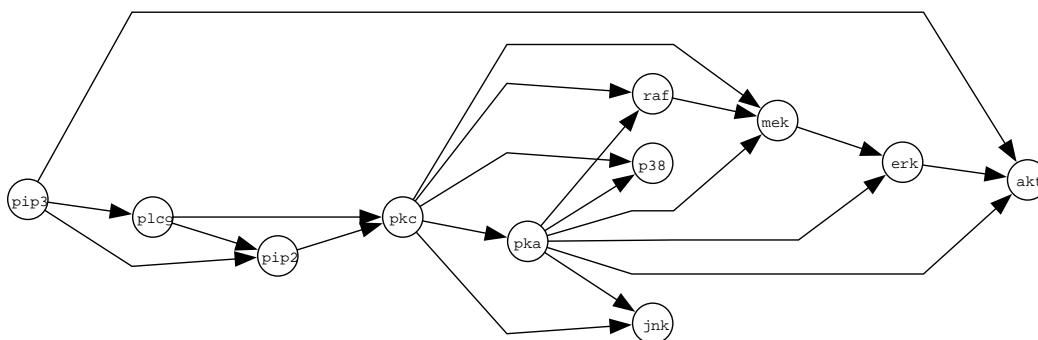 pip3
plcg
pip2
pkc
pka
raf
p38
jnk
mek
erk
akt